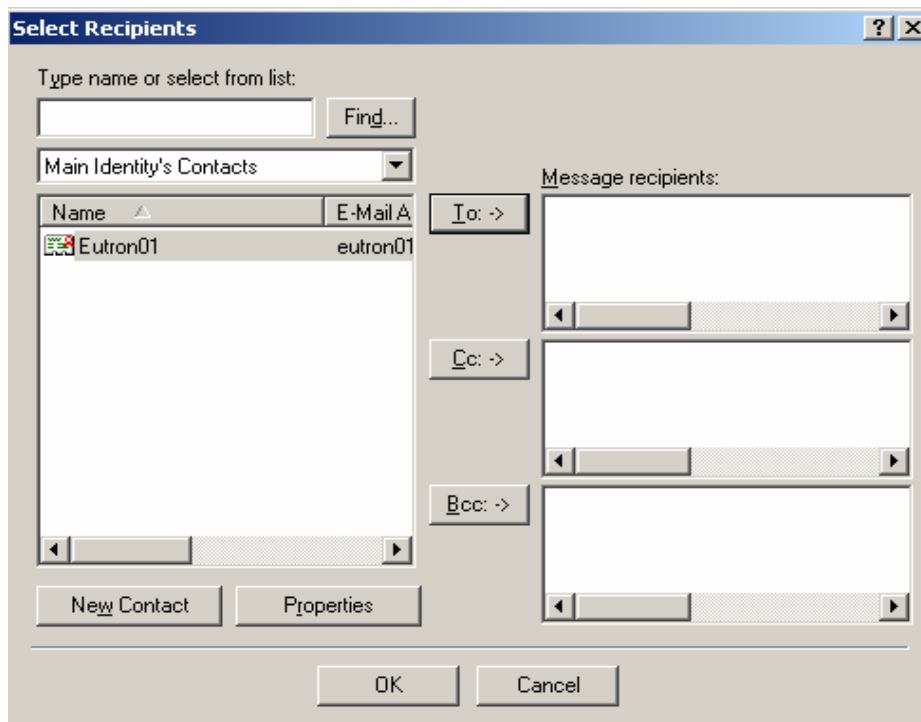 Select Recipients
Type name or select from list:
Find...
Main Identity's Contacts
Message recipients:
Name E-Mail A
To: ->
Eutron01 eutron01
Cc: ->
Bcc: ->
New Contact Properties
OK Cancel